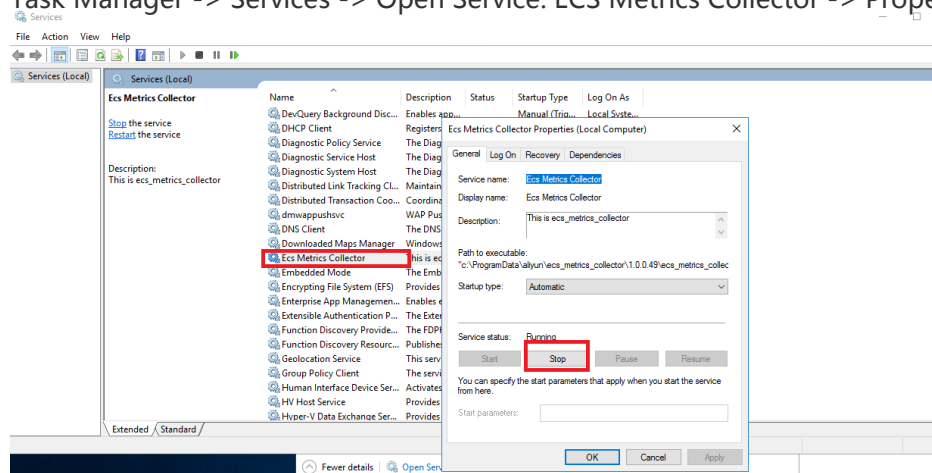 Task Manager -> Services -> Open Service: ECS Metrics Collector -> Prope
Services
File Action View Help
Services (Local)
Services (Local)
Ecs Metrics Collector
Stop the service
Restart the service
Description:
This is ecs_metrics_collector
Name Description Status Startup Type Log On As
DevQuery Background Disc... Enables app... Manual (Trig... Local Syste...
DHCP Client Registers
Diagnostic Policy Service The Diag
Diagnostic Service Host The Diag
Diagnostic System Host The Diag
Distributed Link Tracking Cl... Maintain
Distributed Transaction Coo... Coordina
dmwappushsvc WAP Pus
DNS Client The DNS
Downloaded Maps Manager Windows
Ecs Metrics Collector This is ec
Embedded Mode The Emb
Encrypting File System (EFS) Provides
Enterprise App Managemen... Enables e
Extensible Authentication P... The Exte
Function Discovery Provide... The FDPH
Function Discovery Resourc... Publishe
Geolocation Service This serv
Group Policy Client The servi
Human Interface Device Ser... Activates
HV Host Service Provides
Hyper-V Data Exchange Ser... Provides
Extended Standard
Ecs Metrics Collector Properties (Local Computer)
General Log On Recovery Dependencies
Service name: Ecs Metrics Collector
Display name: Ecs Metrics Collector
Description: This is ecs_metrics_collector
Path to executable:
"c:\ProgramData\aliyun\ecs_metrics_collector\1.0.0.49\ecs_metrics_collec
Startup type: Automatic
Service status: Running
Start Stop Pause Resume
You can specify the start parameters that apply when you start the service
from here.
Start parameters:
OK Cancel Apply
Fewer details Open Serv